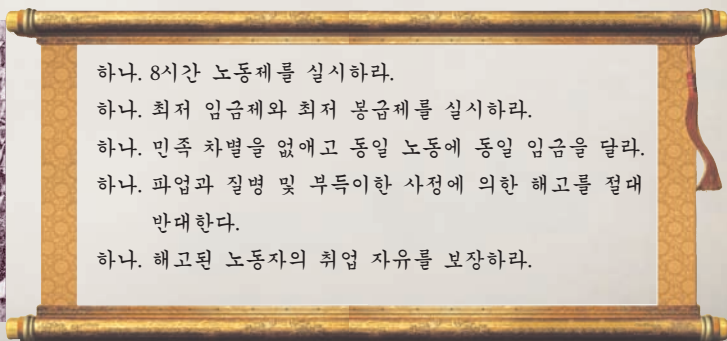 하나. 8시간 노동제를 실시하라.
하나. 최저 임금제와 최저 봉급제를 실시하라.
하나. 민족 차별을 없애고 동일 노동에 동일 임금을 달라.
하나. 파업과 질병 및 부득이한 사정에 의한 해고를 절대
반대한다.
하나. 해고된 노동자의 취업 자유를 보장하라.